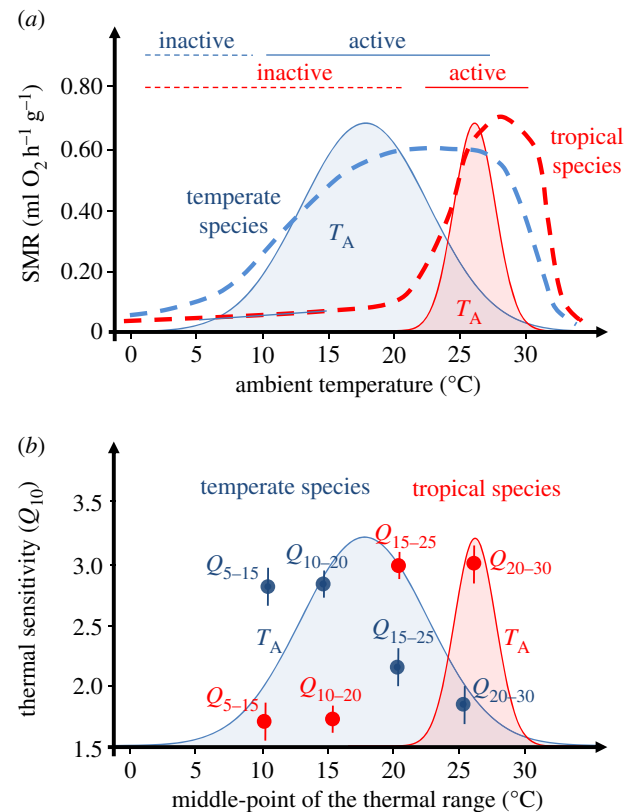 (a)
inactive active
inactive active
0.80
0.60
0.40
0.20
0
SMR (ml O₂ h⁻¹ g⁻¹)
temperate
species
tropical
species
T_A
T_A
0 5 10 15 20 25 30
ambient temperature (°C)
(b)
temperate species tropical species
3.5
3.0
2.5
2.0
1.5
thermal sensitivity (Q₁₀)
Q₅₋₁₅
Q₁₀₋₂₀
Q₁₅₋₂₅
Q₂₀₋₃₀
T_A
Q₁₅₋₂₅
T_A
Q₅₋₁₅
Q₁₀₋₂₀
Q₂₀₋₃₀
0 5 10 15 20 25 30
middle-point of the thermal range (°C)